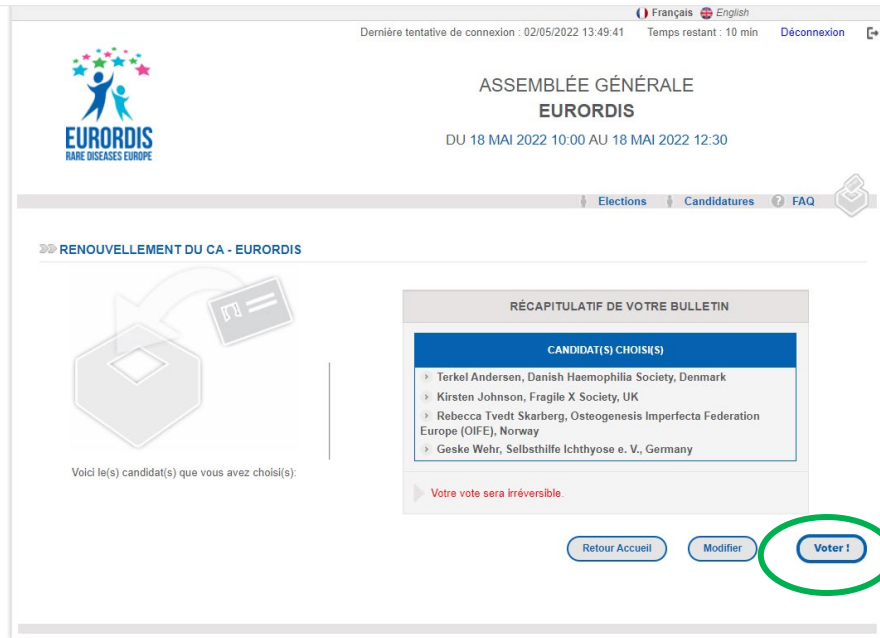 Français English
Dernière tentative de connexion : 02/05/2022 13:49:41 Temps restant : 10 min Déconnexion
EURORDIS
RARE DISEASES EUROPE
ASSEMBLÉE GÉNÉRALE
EURORDIS
DU 18 MAI 2022 10:00 AU 18 MAI 2022 12:30
Elections Candidatures ? FAQ
RENOUVELLEMENT DU CA - EURORDIS
Voici le(s) candidat(s) que vous avez choisi(s):
RÉCAPITULATIF DE VOTRE BULLETIN
CANDIDAT(S) CHOISI(S)
Terkel Andersen, Danish Haemophilia Society, Denmark
Kirsten Johnson, Fragile X Society, UK
Rebecca Tvedt Skarberg, Osteogenesis Imperfecta Federation
Europe (OIFE), Norway
Geske Wehr, Selbsthilfe Ichthyose e. V., Germany
Votre vote sera irréversible.
Retour Accueil Modifier Voter !